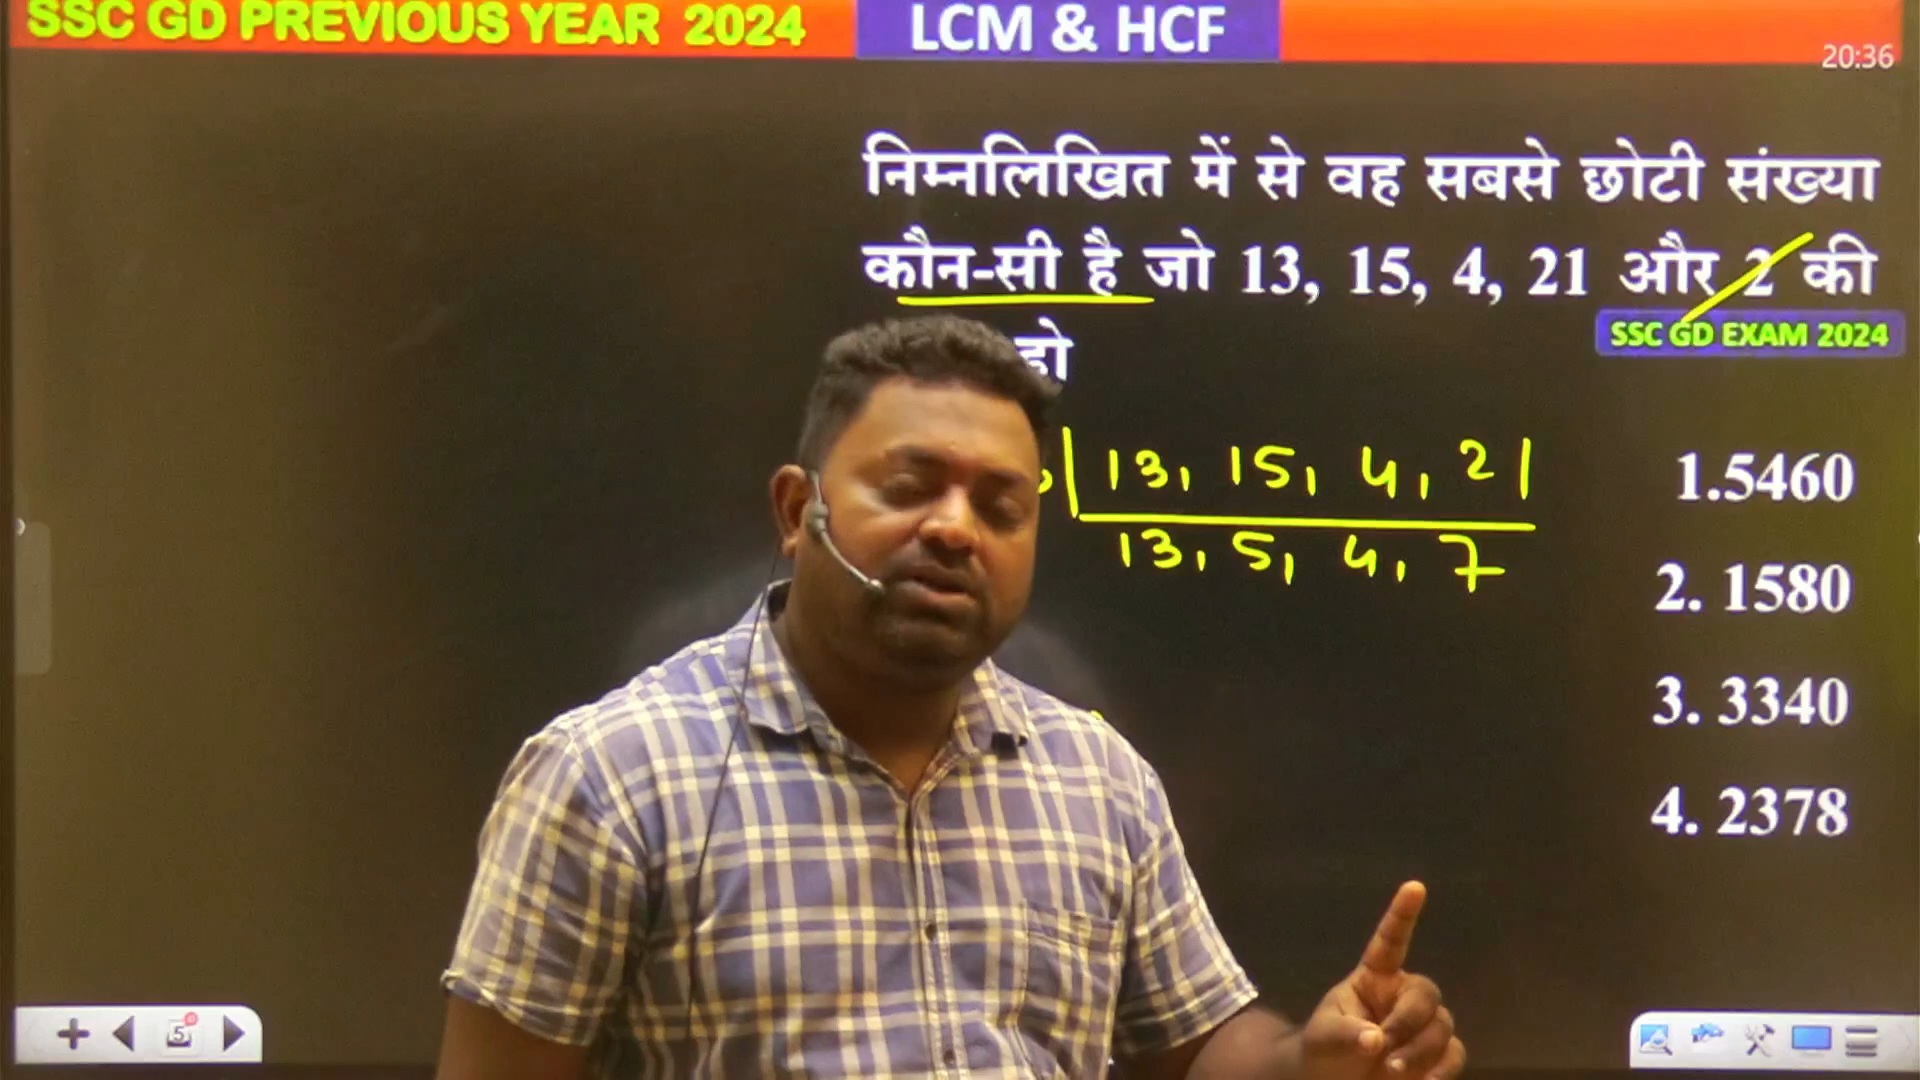 SSC GD PREVIOUS YEAR 2024
LCM & HCF
20:36
निम्नलिखित में से वह सबसे छोटी संख्या
कौन-सी है जो 13, 15, 4, 21 और 2 की
SSC GD EXAM 2024
हो
13, 15, 4, 21
13, 5, 4, 7
1.5460
2. 1580
3. 3340
4. 2378
5